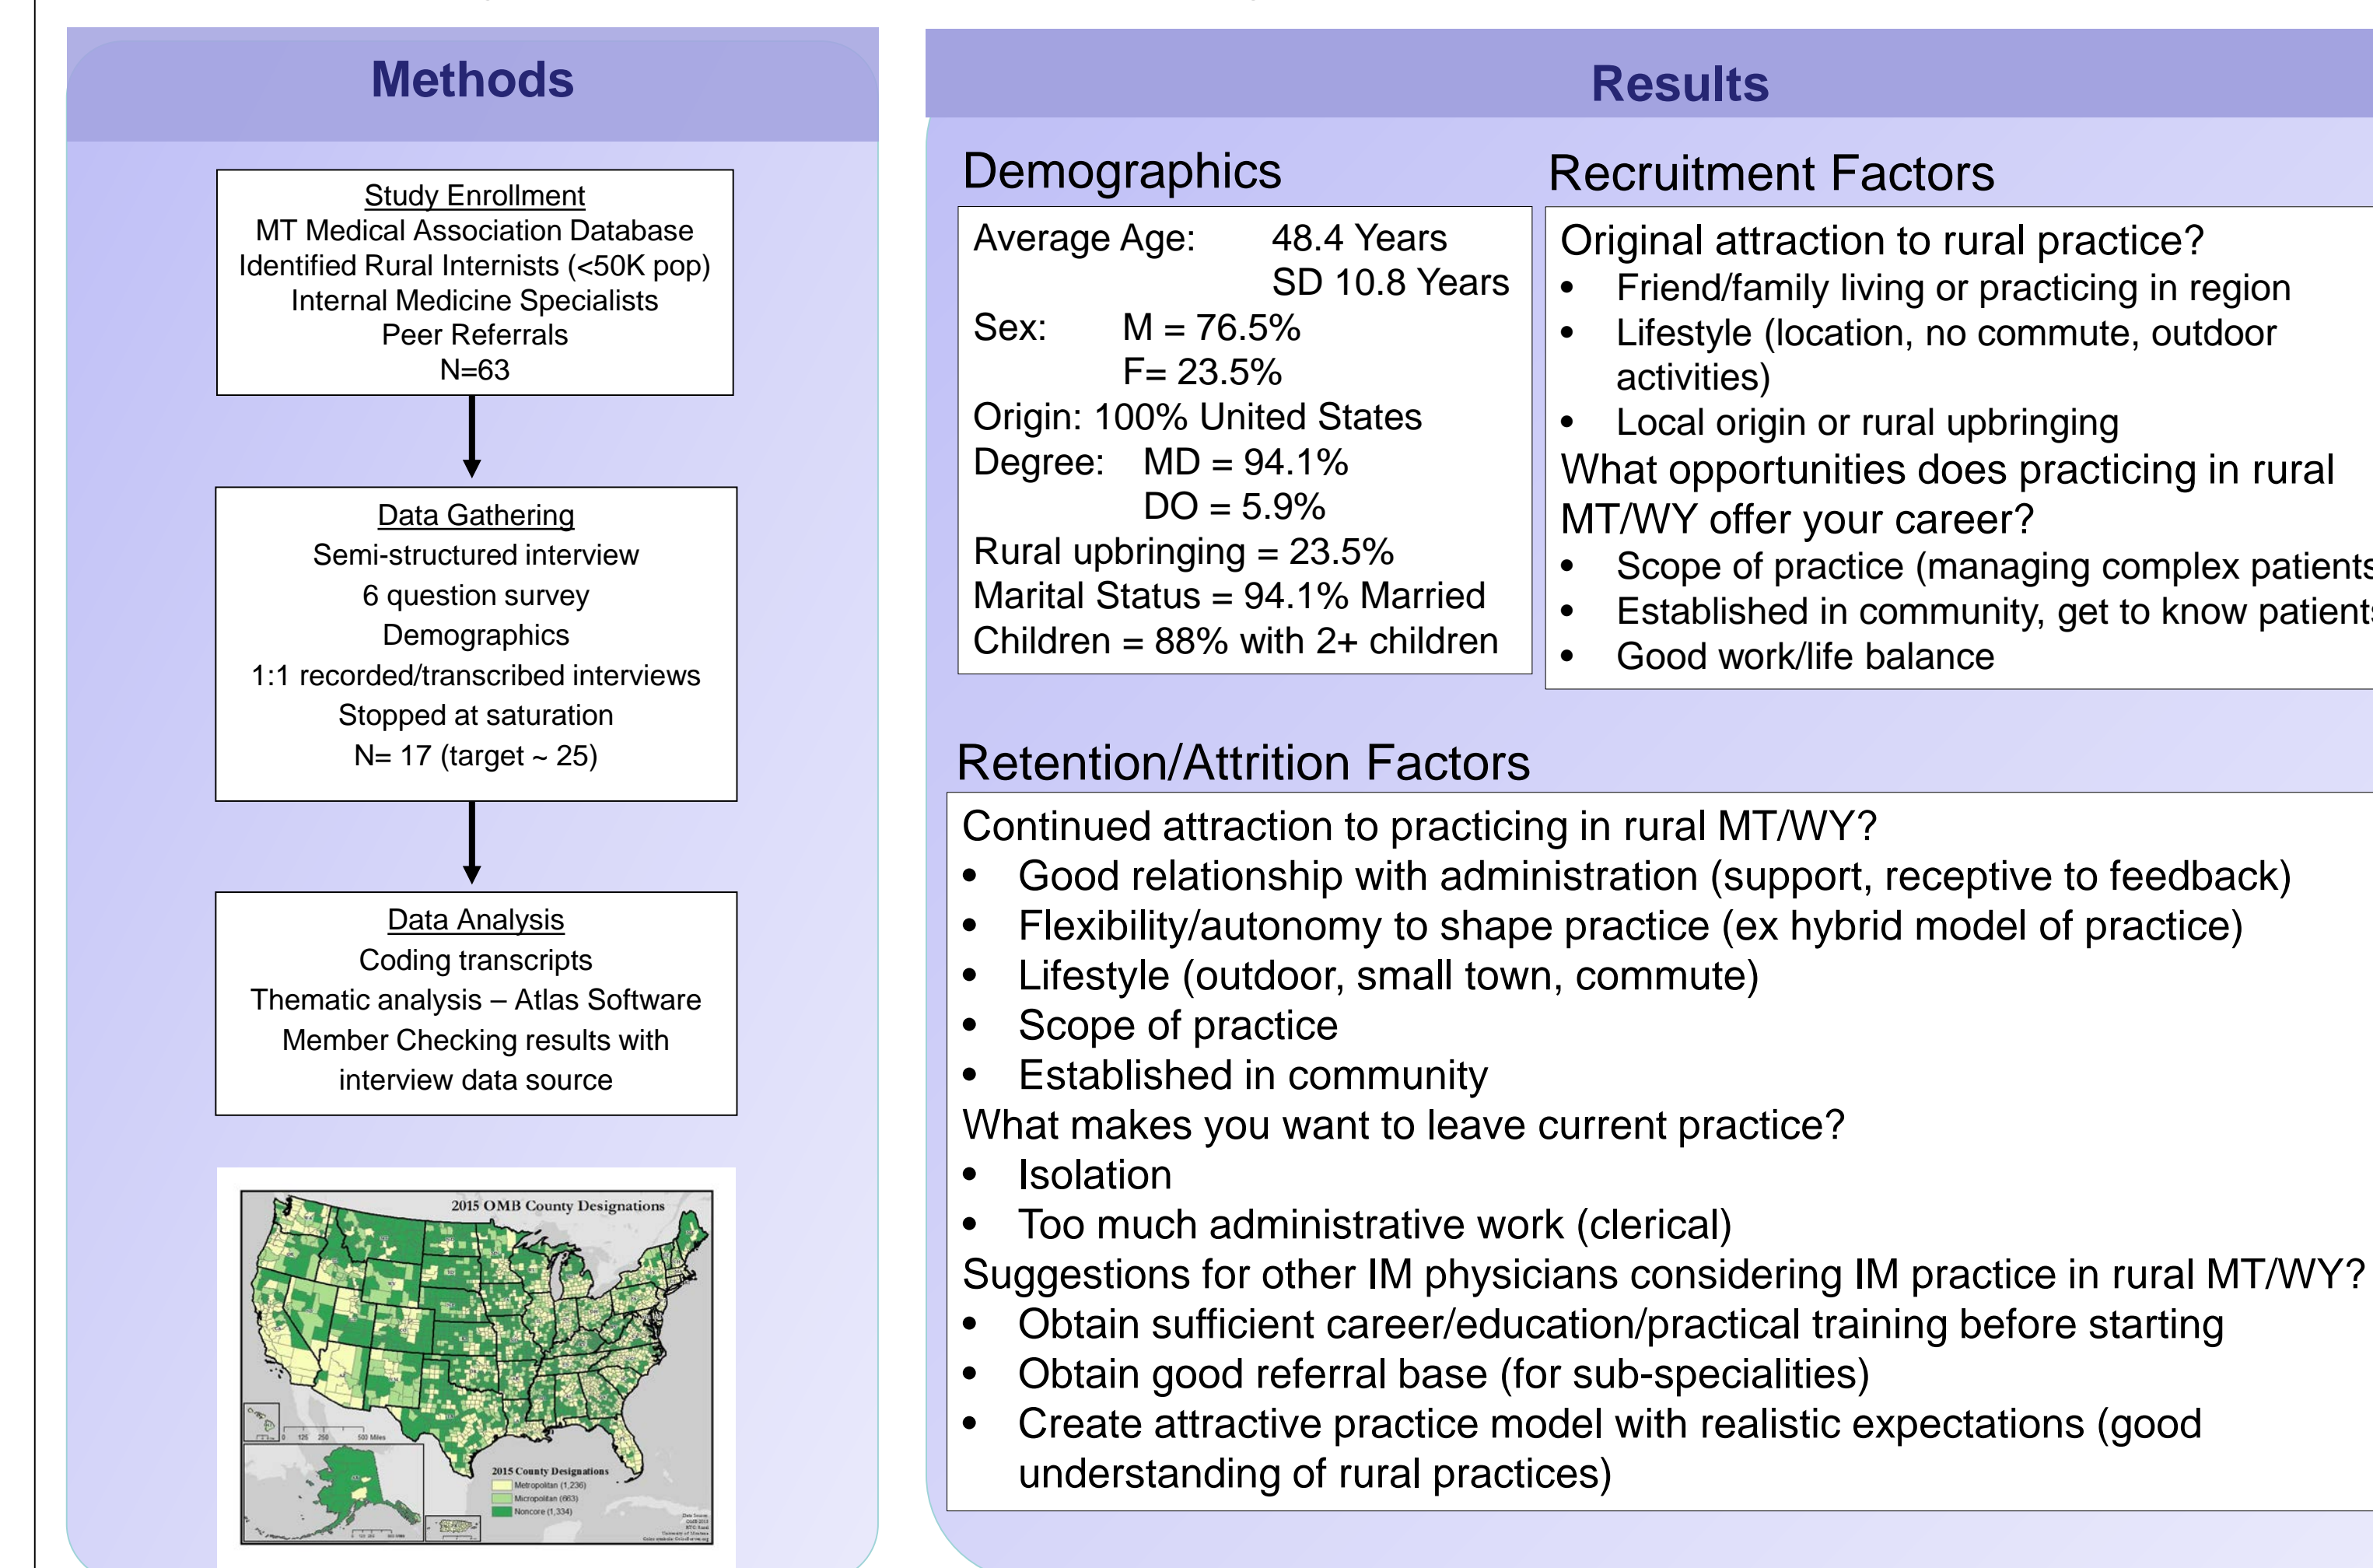 Methods
Study Enrollment
MT Medical Association Database
Identified Rural Internists (<50K pop)
Internal Medicine Specialists
Peer Referrals
N=63
Data Gathering
Semi-structured interview
6 question survey
Demographics
1:1 recorded/transcribed interviews
Stopped at saturation
N= 17 (target ~ 25)
Data Analysis
Coding transcripts
Thematic analysis – Atlas Software
Member Checking results with
interview data source
2015 OMB County Designations
0 125 250 500 Miles
2015 County Designations
Metropolitan (1,236)
Micropolitan (663)
Noncore (1,334)
Results
Demographics
Average Age: 48.4 Years
SD 10.8 Years
Sex: M = 76.5%
F= 23.5%
Origin: 100% United States
Degree: MD = 94.1%
DO = 5.9%
Rural upbringing = 23.5%
Marital Status = 94.1% Married
Children = 88% with 2+ children
Recruitment Factors
Original attraction to rural practice?
• Friend/family living or practicing in region
• Lifestyle (location, no commute, outdoor
activities)
• Local origin or rural upbringing
What opportunities does practicing in rural
MT/WY offer your career?
• Scope of practice (managing complex patients
• Established in community, get to know patients
• Good work/life balance
Retention/Attrition Factors
Continued attraction to practicing in rural MT/WY?
• Good relationship with administration (support, receptive to feedback)
• Flexibility/autonomy to shape practice (ex hybrid model of practice)
• Lifestyle (outdoor, small town, commute)
• Scope of practice
• Established in community
What makes you want to leave current practice?
• Isolation
• Too much administrative work (clerical)
Suggestions for other IM physicians considering IM practice in rural MT/WY?
• Obtain sufficient career/education/practical training before starting
• Obtain good referral base (for sub-specialities)
• Create attractive practice model with realistic expectations (good
understanding of rural practices)